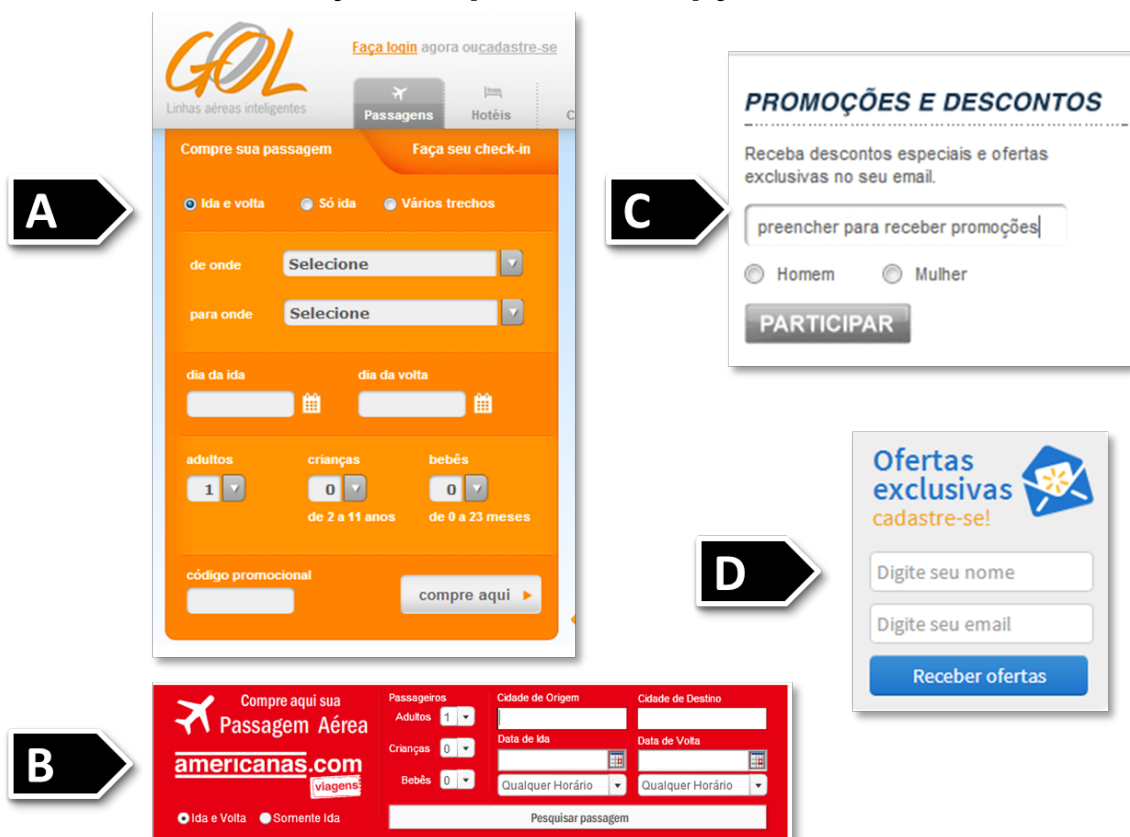 A
GOL
Linhas aéreas inteligentes
Faça login agora ou cadastre-se
Passagens
Hotéis
C
Compre sua passagem
Faça seu check-in
Ida e volta
Só ida
Vários trechos
de onde
Selecione
para onde
Selecione
dia da ida
dia da volta
adultos
crianças
bebês
1
0
0
de 2 a 11 anos
de 0 a 23 meses
código promocional
compre aqui
B
Compre aqui sua
Passagem Aérea
americanas.com
viagens
Ida e Volta
Somente Ida
Passageiros
Adultos 1
Crianças 0
Bebês 0
Cidade de Origem
Cidade de Destino
Data de Ida
Data de Volta
Qualquer Horário
Qualquer Horário
Pesquisar passagem
C
PROMOÇÕES E DESCONTOS
Receba descontos especiais e ofertas
exclusivas no seu email.
preencher para receber promoções
Homem
Mulher
PARTICIPAR
D
Ofertas
exclusivas
cadastre-se!
Digite seu nome
Digite seu email
Receber ofertas